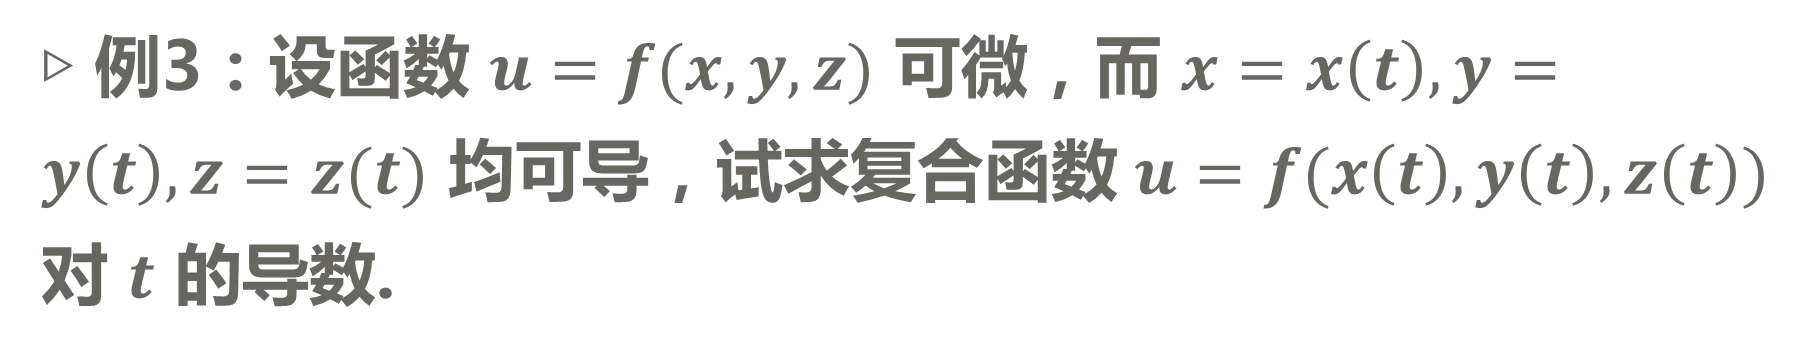 ▷ 例3：设函数 u = f(x, y, z) 可微，而 x = x(t), y =
y(t), z = z(t) 均可导，试求复合函数 u = f(x(t), y(t), z(t))
对 t 的导数.